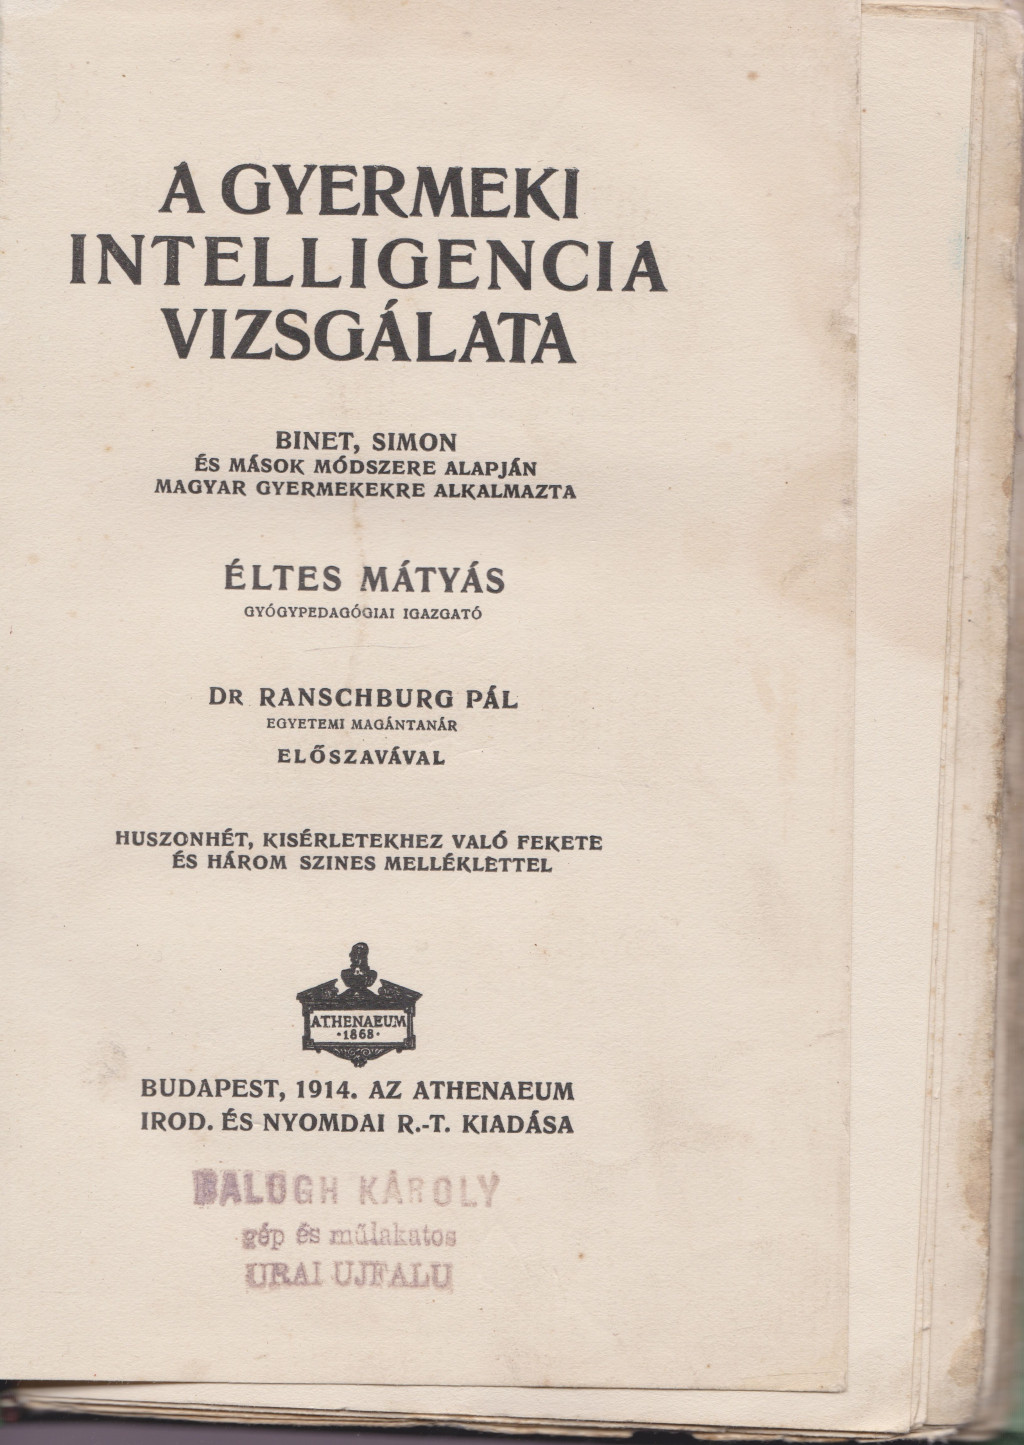 A GYERMEKI
INTELLIGENCIA
VIZSGÁLATA
BINET, SIMON
ÉS MÁSOK MÓDSZERE ALAPJÁN
MAGYAR GYERMEKEKRE ALKALMAZTA
ÉLTES MÁTYÁS
GYÓGYPEDAGÓGIAI IGAZGATÓ
DR RANSCHBURG PÁL
EGYETEMI MAGÁNTANÁR
ELŐSZAVÁVAL
HUSZONHÉT, KISÉRLETEKHEZ VALÓ FEKETE
ÉS HÁROM SZINES MELLÉKLETTEL
ATHENAEUM
·1868·
BUDAPEST, 1914. AZ ATHENAEUM
IROD. ÉS NYOMDAI R.-T. KIADÁSA
BALOGH KÁROLY
gép és műlakatos
URAI UJFALU